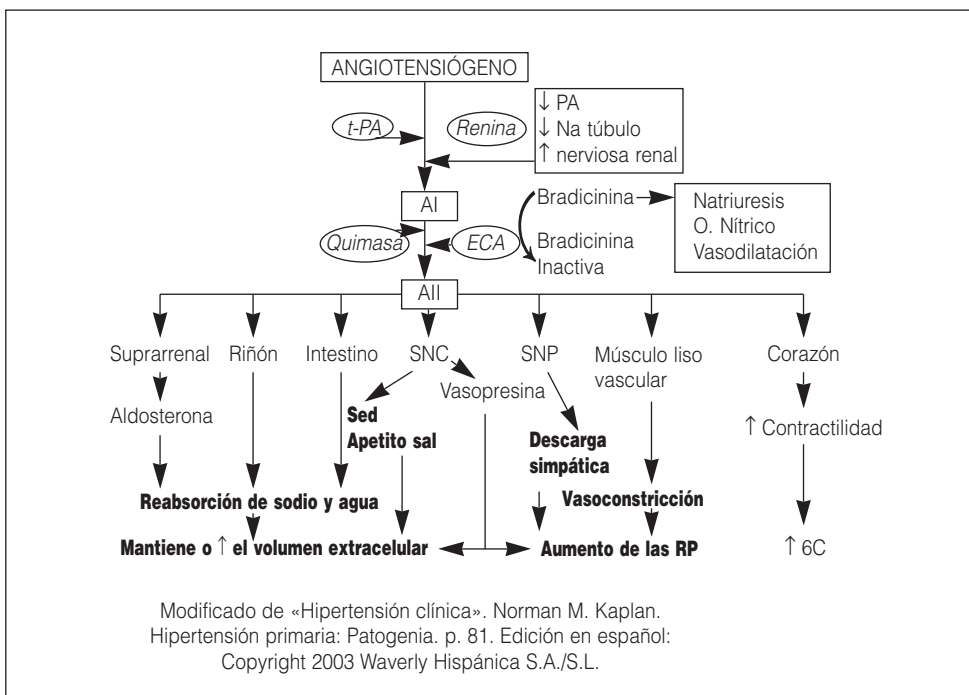 ANGIOTENSIÓGENO
t-PA
Renina
↓ PA
↓ Na túbulo
↑ nerviosa renal
AI
Bradicinina
Natriuresis
O. Nítrico
Vasodilatación
Quimasa
ECA
Bradicinina
Inactiva
AII
Suprarrenal
Riñón
Intestino
SNC
SNP
Músculo liso
vascular
Corazón
Vasopresina
Aldosterona
Sed
Apetito sal
Descarga
simpática
↑ Contractilidad
Vasoconstricción
Reabsorción de sodio y agua
Mantiene o ↑ el volumen extracelular
Aumento de las RP
↑ 6C
Modificado de «Hipertensión clínica». Norman M. Kaplan.
Hipertensión primaria: Patogenia. p. 81. Edición en español:
Copyright 2003 Waverly Hispánica S.A./S.L.